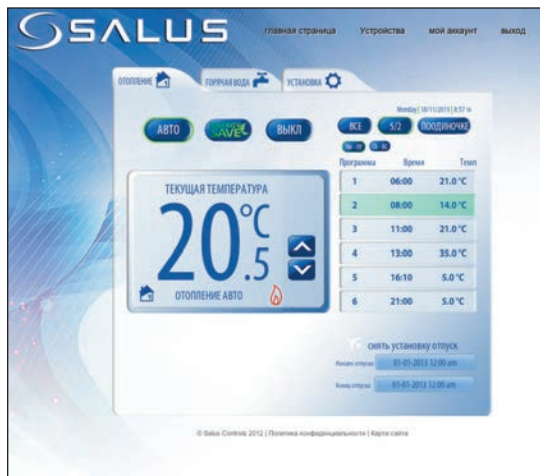 SALUS
главная страница Устройства мой аккаунт выход
ОТОПЛЕНИЕ ГОРЯЧАЯ ВОДА УСТАНОВКА
Monday | 18/11/2013 | 8:57
АВТО SAVE ВЫКЛ ВСЕ 5/2 ПООДИНОЧКЕ
Программа Время Темп
1 06:00 21.0 °C
2 08:00 14.0 °C
3 11:00 21.0 °C
4 13:00 35.0 °C
5 16:10 5.0 °C
6 21:00 5.0 °C
ТЕКУЩАЯ ТЕМПЕРАТУРА
20.5 °C
ОТОПЛЕНИЕ АВТО
СНЯТЬ УСТАНОВКУ ОТПУСК
Начало отпуска 01-01-2013 12:00 am
Конец отпуска 01-01-2013 12:00 am
© Salus Controls 2012 | Политика конфиденциальности | Карта сайта